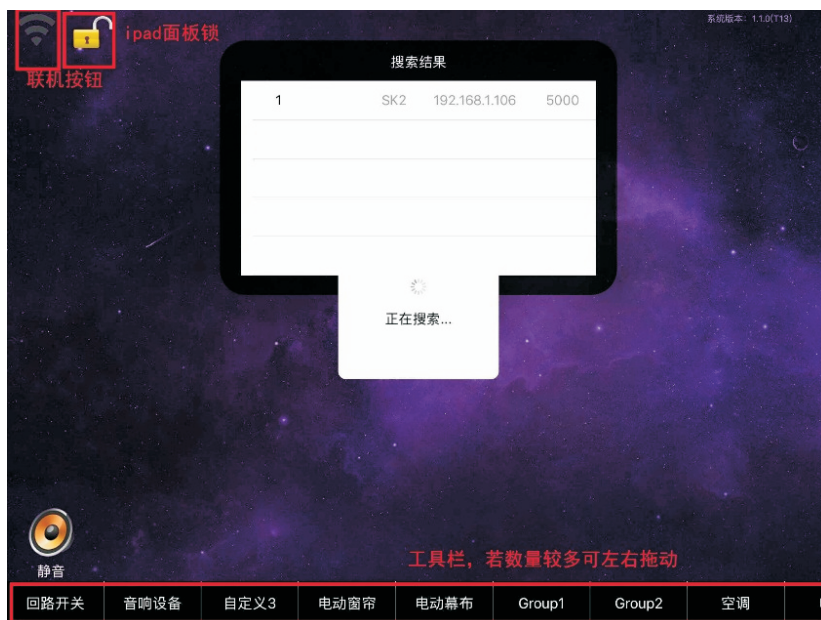 系统版本: 1.1.0(T13)
ipad面板锁
联机按钮
搜索结果
1 SK2 192.168.1.106 5000
正在搜索...
静音
工具栏，若数量较多可左右拖动
回路开关 音响设备 自定义3 电动窗帘 电动幕布 Group1 Group2 空调